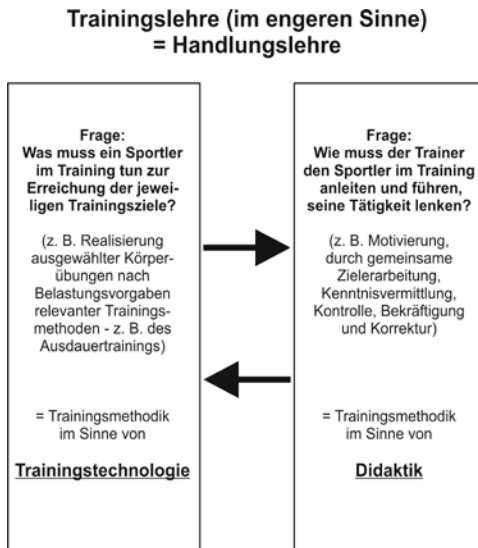 Trainingslehre (im engeren Sinne)
= Handlungslehre
Frage:
Was muss ein Sportler
im Training tun zur
Erreichung der jewei-
ligen Trainingsziele?
(z. B. Realisierung
ausgewählter Körper-
übungen nach
Belastungsvorgaben
relevanter Trainings-
methoden - z. B. des
Ausdauertrainings)
= Trainingsmethodik
im Sinne von
Trainingstechnologie
Frage:
Wie muss der Trainer
den Sportler im Training
anleiten und führen,
seine Tätigkeit lenken?
(z. B. Motivierung,
durch gemeinsame
Zielerarbeitung,
Kenntnisvermittlung,
Kontrolle, Bekräftigung
und Korrektur)
= Trainingsmethodik
im Sinne von
Didaktik